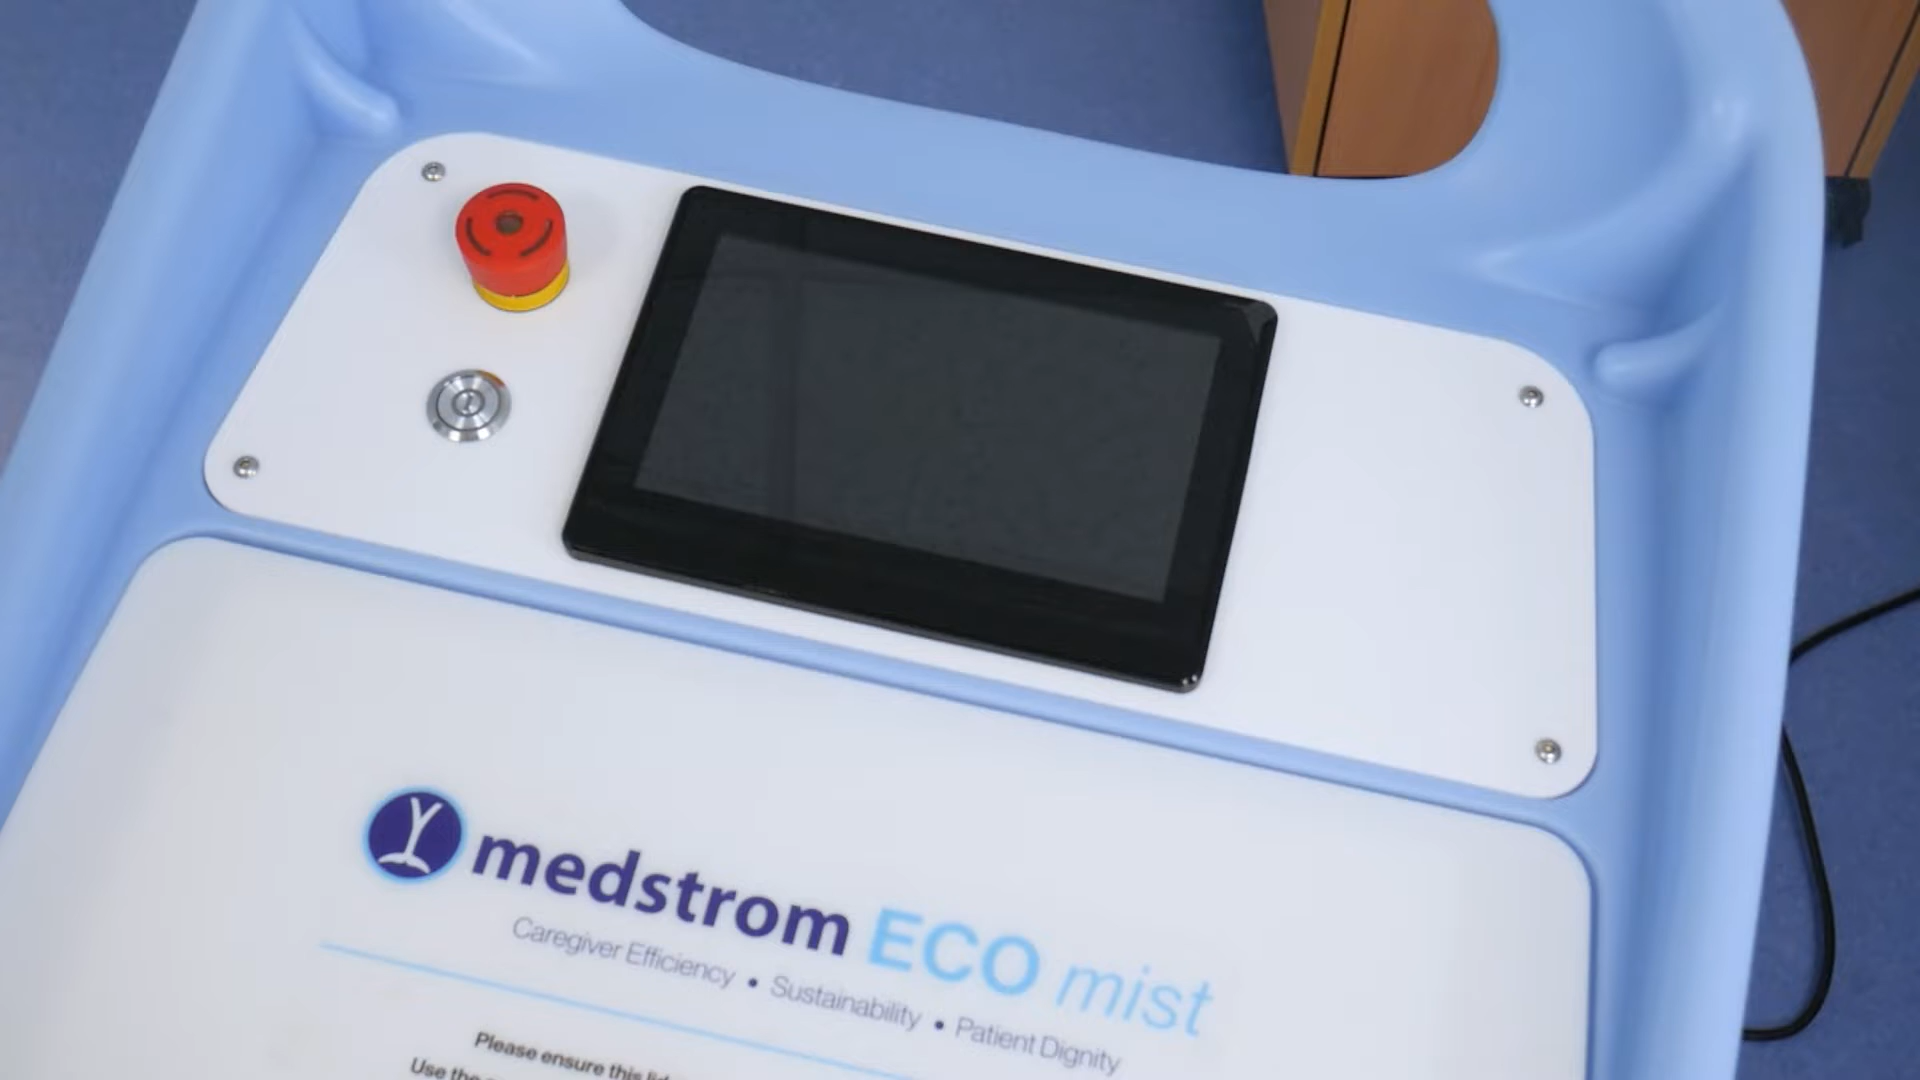 medstrom ECO mist
Caregiver Efficiency • Sustainability • Patient Dignity
Please ensure this lid
Use the